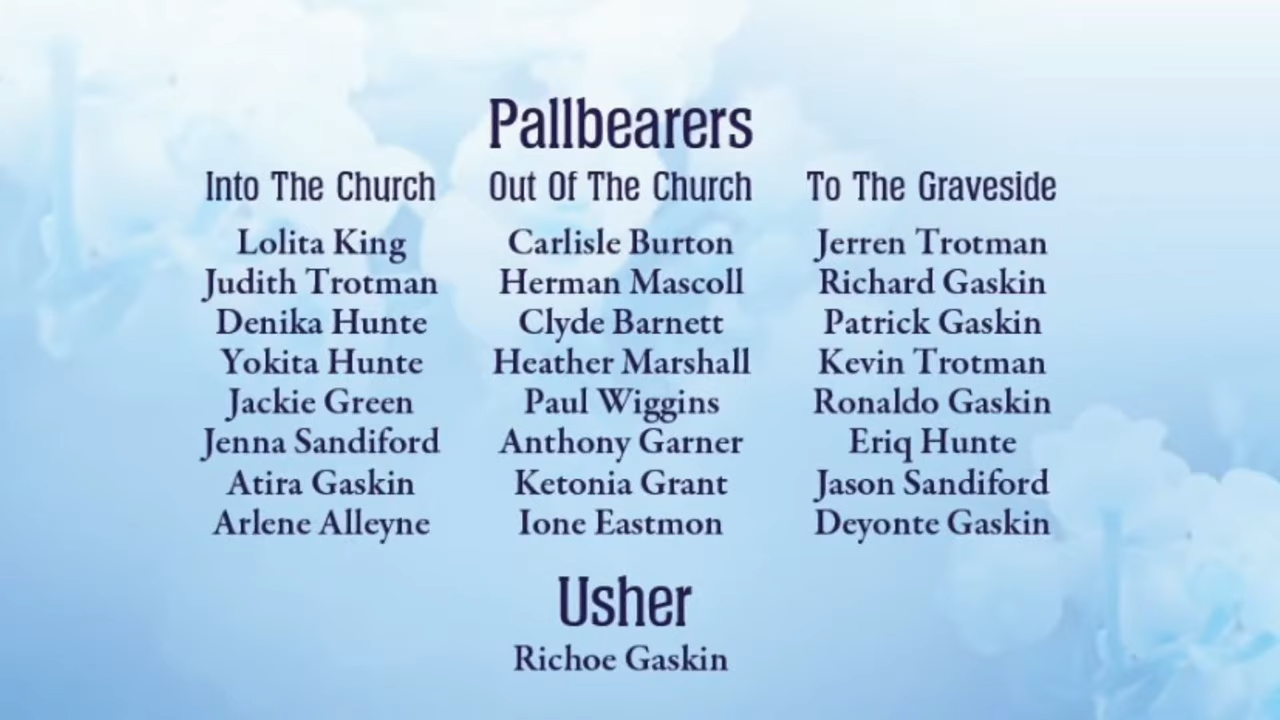 Pallbearers
Into The Church
Lolita King
Judith Trotman
Denika Hunte
Yokita Hunte
Jackie Green
Jenna Sandiford
Atira Gaskin
Arlene Alleyne
Out Of The Church
Carlisle Burton
Herman Mascoll
Clyde Barnett
Heather Marshall
Paul Wiggins
Anthony Garner
Ketonia Grant
Ione Eastmon
To The Graveside
Jerren Trotman
Richard Gaskin
Patrick Gaskin
Kevin Trotman
Ronaldo Gaskin
Eriq Hunte
Jason Sandiford
Deyonte Gaskin
Usher
Richoe Gaskin